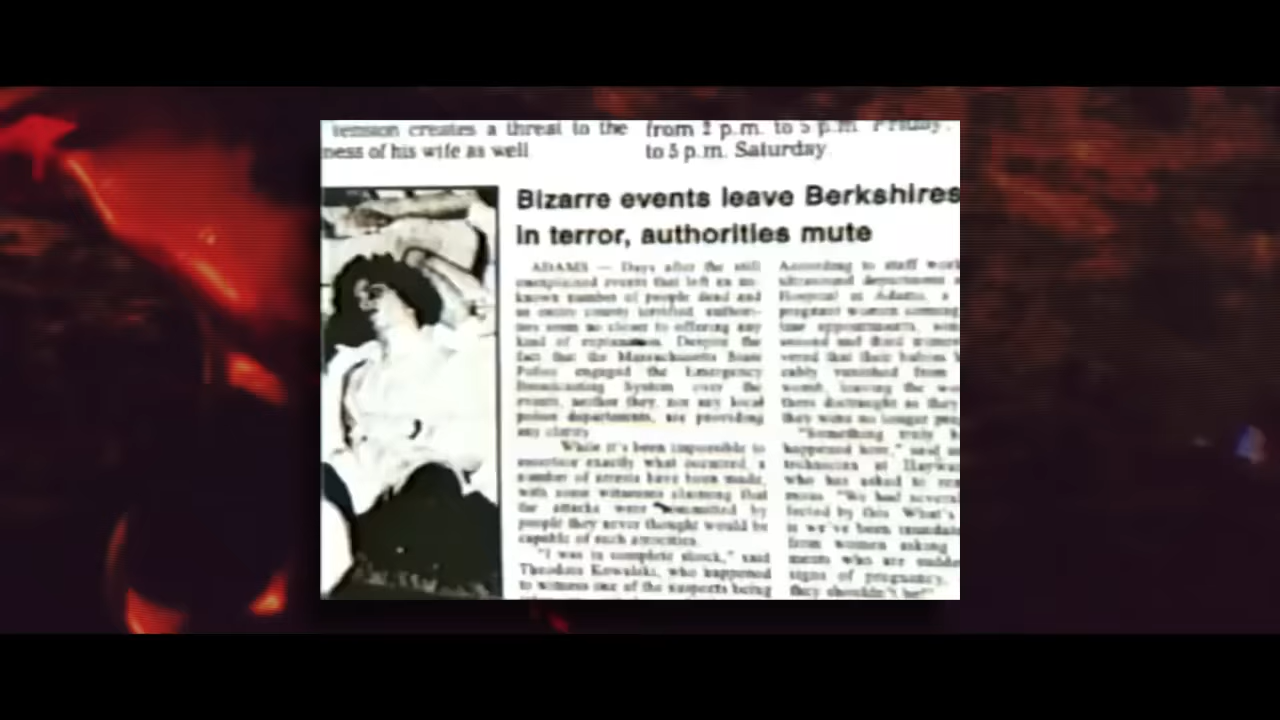 tension creates a threat to the
ness of his wife as well
from 2 p.m. to 5 p.m. Friday,
to 5 p.m. Saturday.
Bizarre events leave Berkshires
in terror, authorities mute
ADAMS — Days after the still
unexplained events that left an un-
known number of people dead and
an entire county terrified, authori-
ties seem no closer to offering any
kind of explanation. Despite the
fact that the Massachusetts State
Police engaged the Emergency
Broadcasting System over the
events, neither they, nor any local
police departments, are providing
any clarity.
While it's been impossible to
ascertain exactly what occurred, a
number of arrests have been made,
with some witnesses claiming that
the attacks were committed by
people they never thought would be
capable of such atrocities.
"I was in complete shock," said
Theodore Kowalski, who happened
to witness one of the suspects being
According to staff work
ultrasound department
Hospital in Adams, a
pregnant women coming
tine appointments,
second and third trimes
vered that their babies
cably vanished from
womb, leaving the wo
them distraught as they
they were no longer preg
"Something truly
happened here," said
technician at Hayw
who has asked to rem
mous. "We had several
fected by this. What's
is we've been inundate
from women asking
ments who are sudde
signs of pregnancy,
they shouldn't be!"